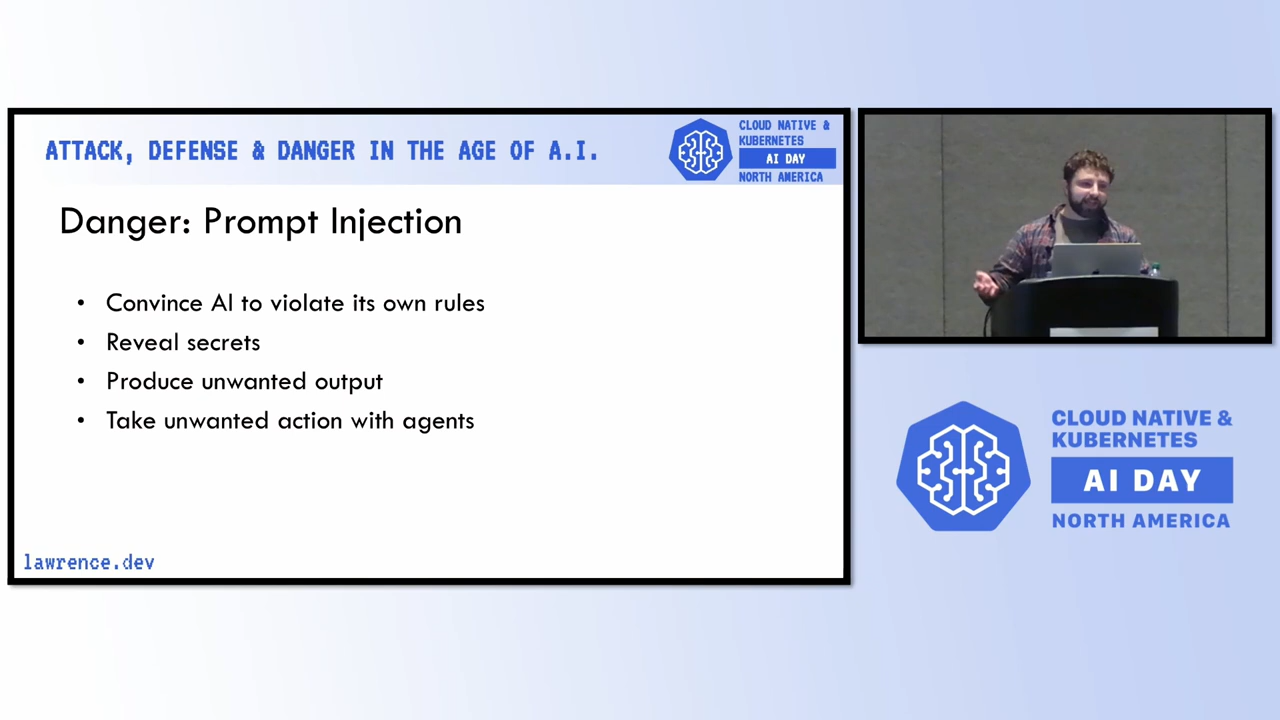 ATTACK, DEFENSE & DANGER IN THE AGE OF A.I.
CLOUD NATIVE &
KUBERNETES
AI DAY
NORTH AMERICA
Danger: Prompt Injection
• Convince AI to violate its own rules
• Reveal secrets
• Produce unwanted output
• Take unwanted action with agents
lawrence.dev
CLOUD NATIVE &
KUBERNETES
AI DAY
NORTH AMERICA